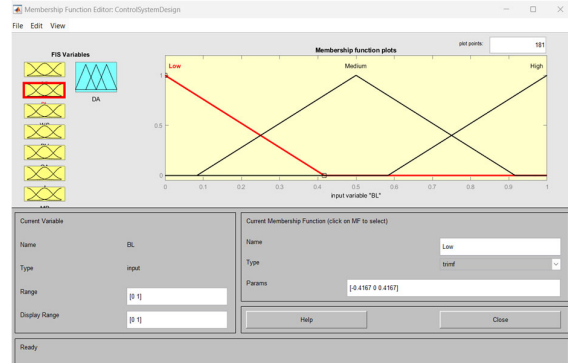 Membership Function Editor: ControlSystemDesign
File Edit View
FIS Variables
DA
Membership function plots
plot points:
181
Low
Medium
High
1
0.5
0
0 0.1 0.2 0.3 0.4 0.5 0.6 0.7 0.8 0.9 1
input variable "BL"
Current Variable
Name BL
Type input
Range [0 1]
Display Range [0 1]
Current Membership Function (click on MF to select)
Name Low
Type trimf
Params [-0.4167 0 0.4167]
Help
Close
Ready